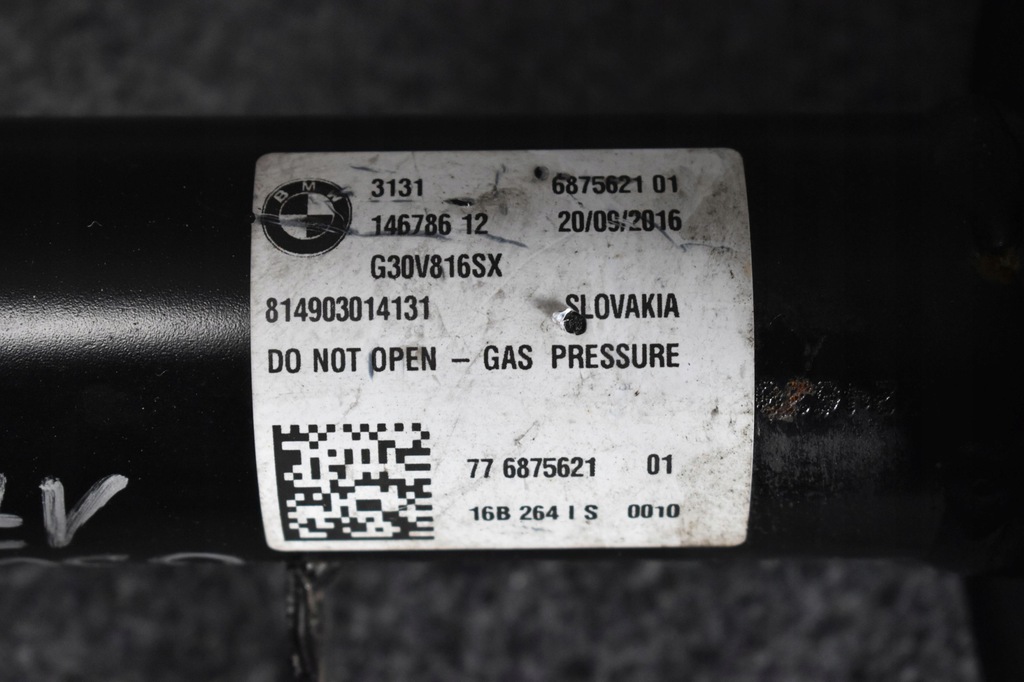 BMW
3131 6875621 01
146786 12 20/09/2016
G30V816SX
814903014131 SLOVAKIA
DO NOT OPEN – GAS PRESSURE
77 6875621 01
16B 264 I S 0010